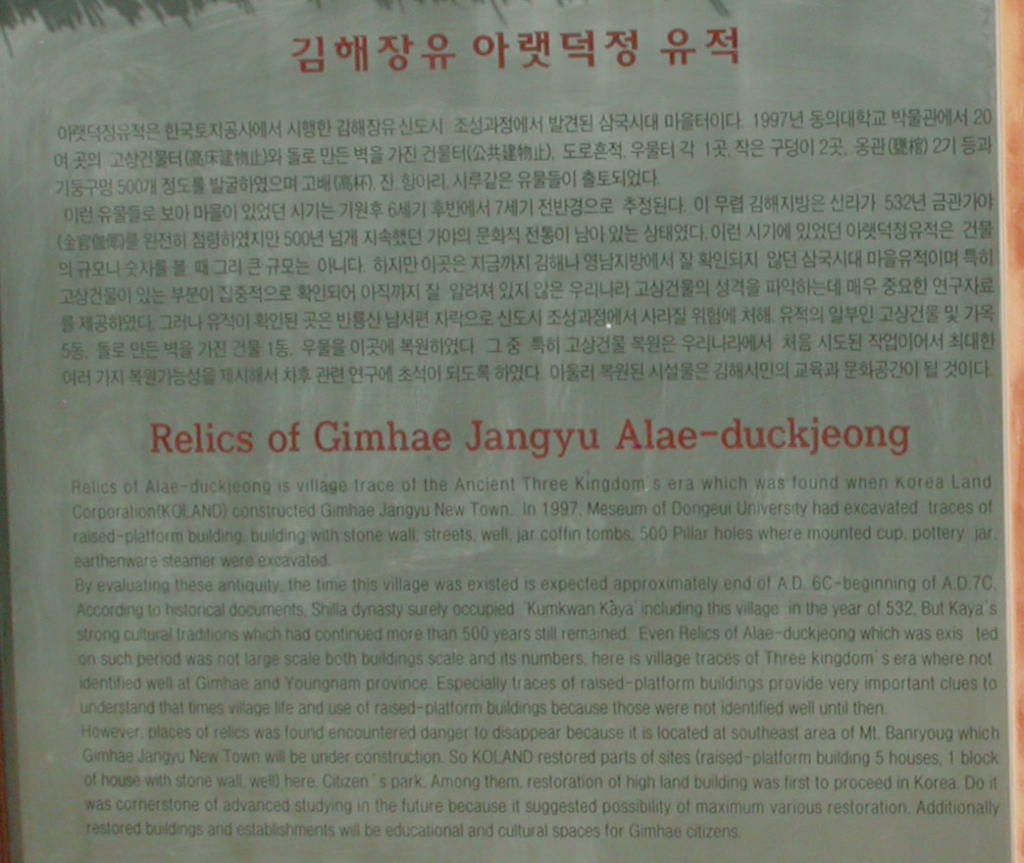 김해장유 아랫덕정 유적
아랫덕정유적은 한국토지공사에서 시행한 김해장유 신도시 조성과정에서 발견된 삼국시대 마을터이다. 1997년 동의대학교 박물관에서 20
여 곳의 고상건물터(高床建物止)와 돌로 만든 벽을 가진 건물터(公共建物止), 도로흔적, 우물터 각 1곳, 작은 구덩이 2곳, 옹관(甕棺) 2기 등과
기둥구멍 500개 정도를 발굴하였으며 고배(高杯), 잔, 항아리, 시루같은 유물들이 출토되었다.
이런 유물들로 보아 마을이 있었던 시기는 기원후 6세기 후반에서 7세기 전반경으로 추정된다. 이 무렵 김해지방은 신라가 532년 금관가야
(金官伽倻)를 완전히 점령하였지만 500년 넘게 지속했던 가야의 문화적 전통이 남아 있는 상태였다. 이런 시기에 있었던 아랫덕정유적은 건물
의 규모니 숫자를 볼 때 그리 큰 규모는 아니다. 하지만 이곳은 지금까지 김해나 영남지방에서 잘 확인되지 않던 삼국시대 마을유적이며 특히
고상건물이 있는 부분이 집중적으로 확인되어 아직까지 잘 알려져 있지 않은 우리나라 고상건물의 성격을 파악하는데 매우 중요한 연구자료
를 제공하였다. 그러나 유적이 확인된 곳은 반룡산 남서편 자락으로 신도시 조성과정에서 사라질 위험에 처해, 유적의 일부인 고상건물 및 가옥
5동, 돌로 만든 벽을 가진 건물 1동, 우물을 이곳에 복원하였다. 그 중 특히 고상건물 복원은 우리나라에서 처음 시도된 작업이어서 최대한
여러 가지 복원가능성을 제시해서 차후 관련 연구에 초석이 되도록 하였다. 아울러 복원된 시설물은 김해시민의 교육과 문화공간이 될 것이다.
Relics of Gimhae Jangyu Alae-duckjeong
Relics of Alae-duckjeong is village trace of the Ancient Three Kingdom's era which was found when Korea Land
Corporation(KOLAND) constructed Gimhae Jangyu New Town. In 1997, Meseum of Dongeui University had excavated traces of
raised-platform building, building with stone wall, streets, well, jar coffin tombs, 500 Pillar holes where mounted cup, pottery jar,
earthenware steamer were excavated.
By evaluating these antiquity, the time this village was existed is expected approximately end of A.D. 6C-beginning of A.D.7C.
According to historical documents, Shilla dynasty surely occupied 'Kumkwan Kaya' including this village in the year of 532. But Kaya's
strong cultural traditions which had continued more than 500 years still remained. Even Relics of Alae-duckjeong which was exis ted
on such period was not large scale both buildings scale and its numbers, here is village traces of Three kingdom's era where not
identified well at Gimhae and Youngnam province. Especially traces of raised-platform buildings provide very important clues to
understand that times village life and use of raised-platform buildings because those were not identified well until then.
However, places of relics was found encountered danger to disappear because it is located at southeast area of Mt. Banryoug which
Gimhae Jangyu New Town will be under construction. So KOLAND restored parts of sites (raised-platform building 5 houses, 1 block
of house with stone wall, well) here, Citizen's park. Among them, restoration of high land building was first to proceed in Korea. Do it
was cornerstone of advanced studying in the future because it suggested possibility of maximum various restoration. Additionally
restored buildings and establishments will be educational and cultural spaces for Gimhae citizens.